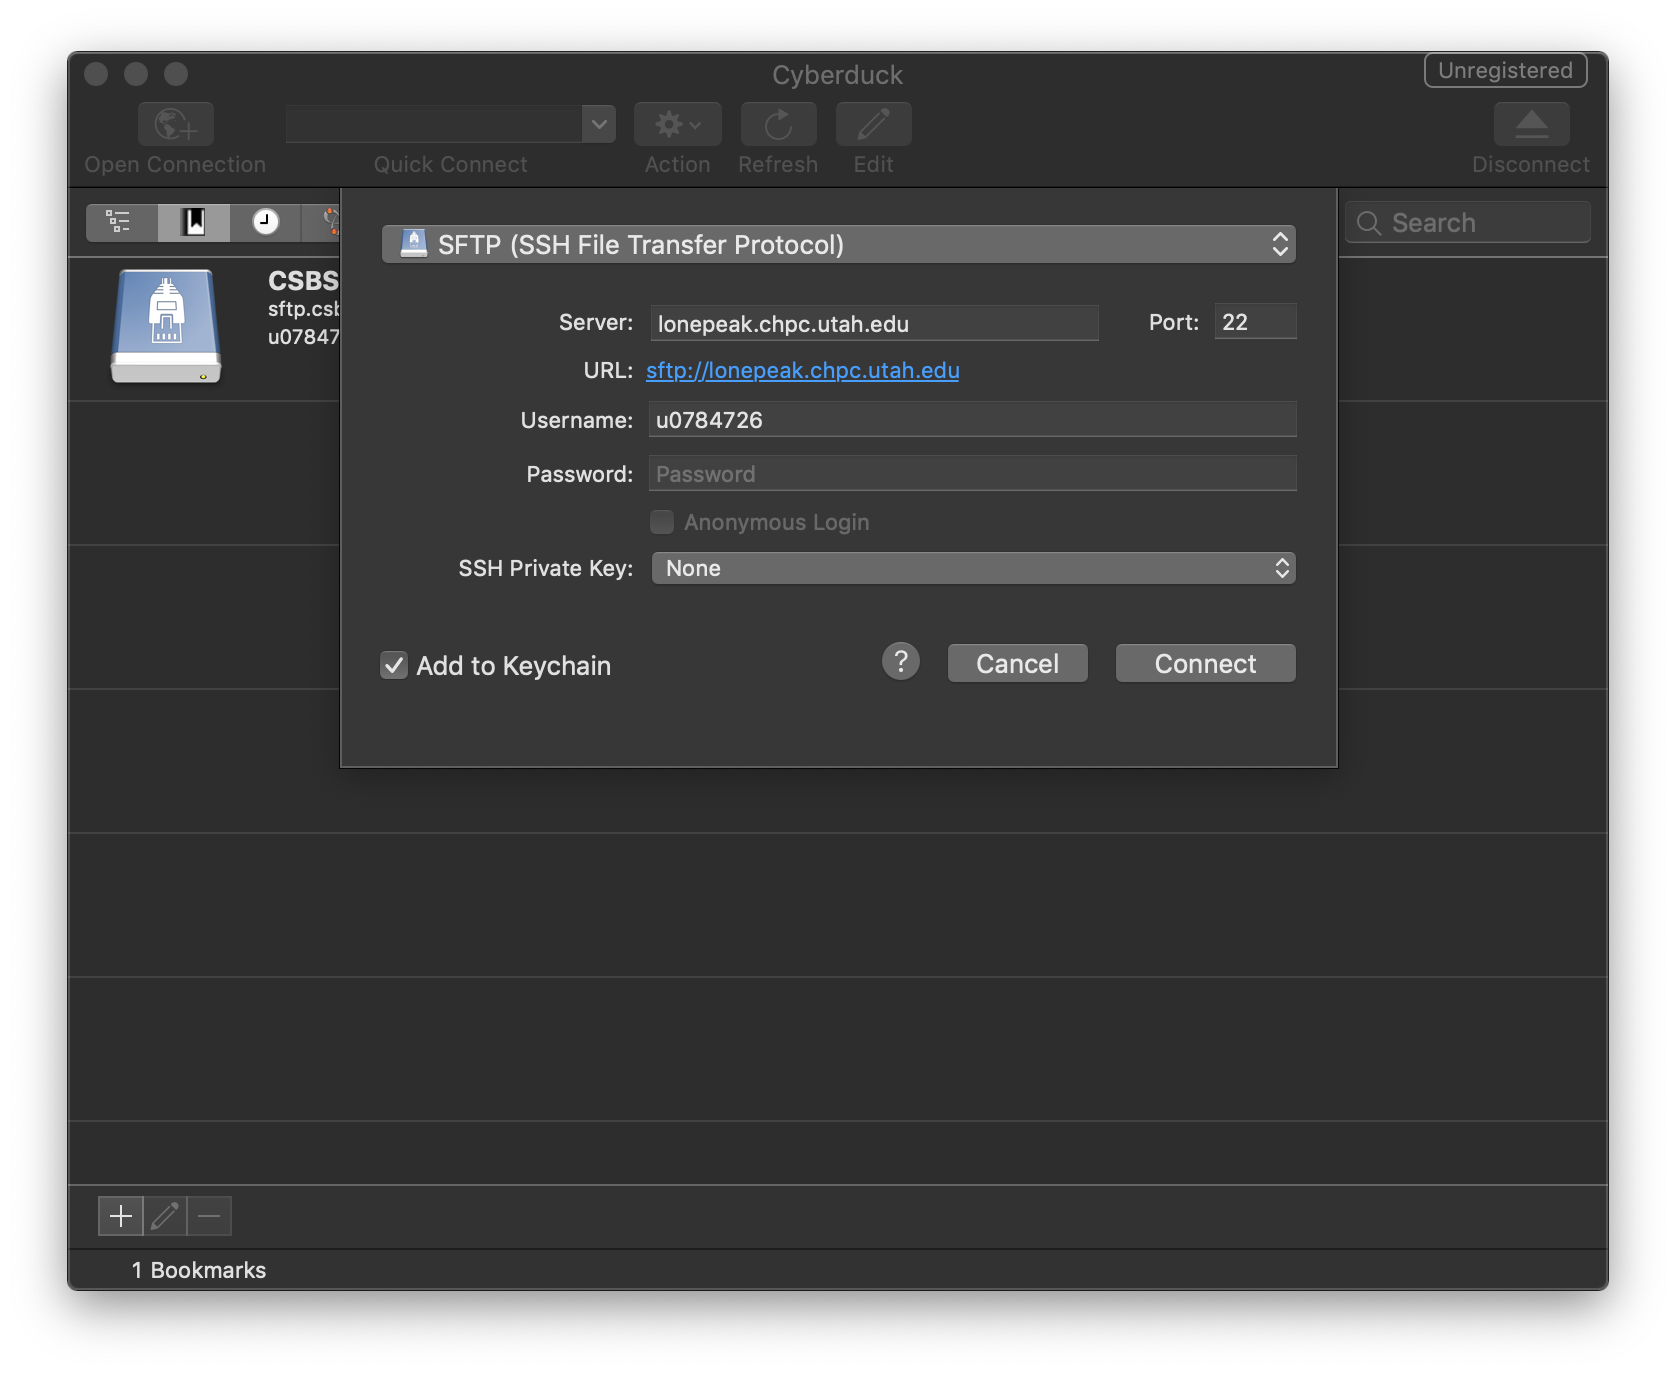 Cyberduck
Unregistered
Open Connection
Quick Connect
Action
Refresh
Edit
Disconnect
Search
SFTP (SSH File Transfer Protocol)
CSBS
sftp.csb
u07847
Server: lonepeak.chpc.utah.edu Port: 22
URL: sftp://lonepeak.chpc.utah.edu
Username: u0784726
Password: Password
Anonymous Login
SSH Private Key: None
Add to Keychain ? Cancel Connect
1 Bookmarks